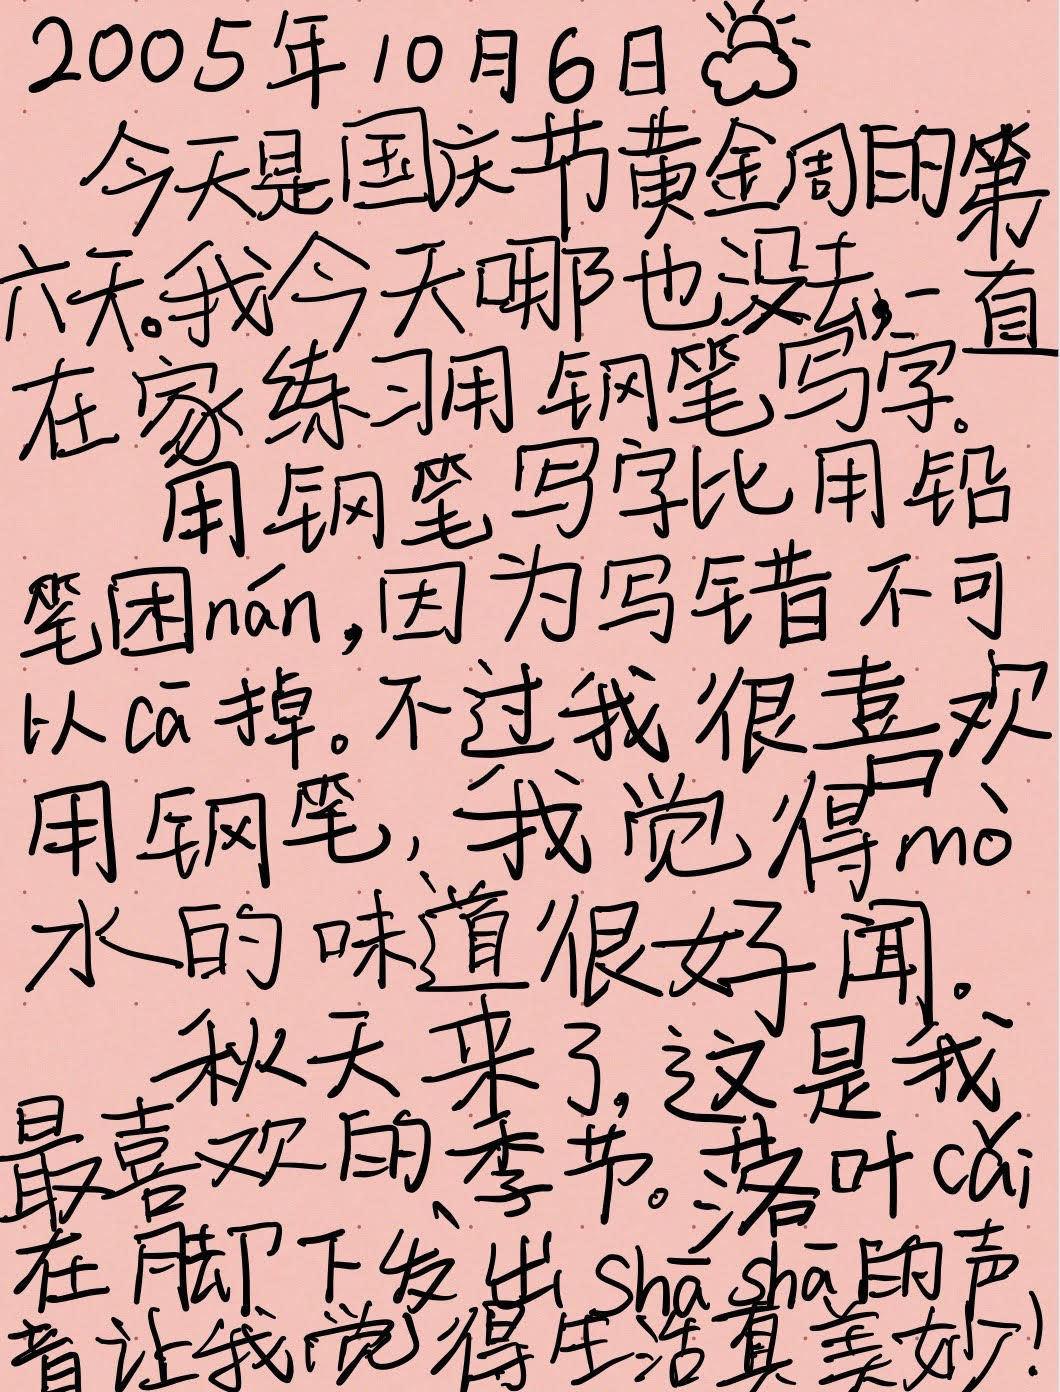 2005年10月6日
今天是国庆节黄金周的第
六天。我今天哪也没去,一直
在家练习用钢笔写字。
用钢笔写字比用铅
笔困nán,因为写错不可
以cā掉。不过我很喜欢
用钢笔,我觉得mò
水的味道很好闻.
秋天来了,这是我
最喜欢的季节。落叶cǎi
在脚下发出shā shā的声
音让我觉得生活真美妙!